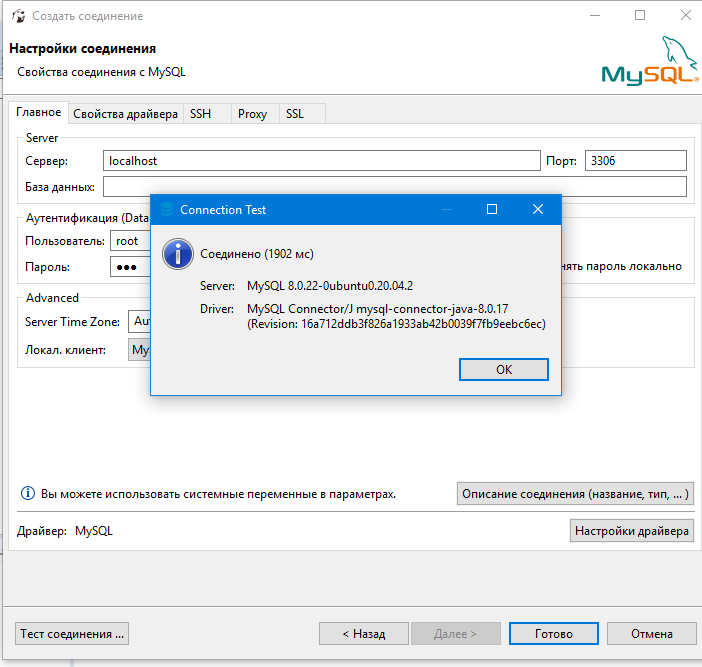 Создать соединение
Настройки соединения
Свойства соединения с MySQL
MySQL
Главное Свойства драйвера SSH Proxy SSL
Server
Сервер: localhost Порт: 3306
База данных:
Аутентификация (Data
Пользователь: root
Пароль: ••• нять пароль локально
Advanced
Server Time Zone: Au
Локал. клиент: My
Connection Test
Соединено (1902 мс)
Server: MySQL 8.0.22-0ubuntu0.20.04.2
Driver: MySQL Connector/J mysql-connector-java-8.0.17
(Revision: 16a712ddb3f826a1933ab42b0039f7fb9eebc6ec)
OK
Вы можете использовать системные переменные в параметрах. Описание соединения (название, тип, ... )
Драйвер: MySQL Настройки драйвера
Тест соединения ... < Назад Далее > Готово Отмена